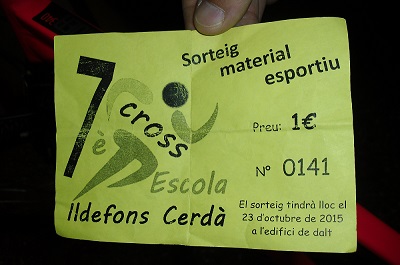 7è cross
Escola
Ildefons Cerdà
Sorteig
material
esportiu
Preu: 1€
Nº 0141
El sorteig tindrà lloc el
23 d'octubre de 2015
a l'edifici de dalt